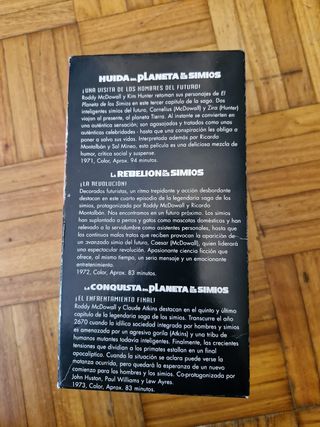 HUIDA DEL PLANETA DE LOS SIMIOS
¡UNA VISITA DE LOS HOMBRES DEL FUTURO!
Roddy McDowall y Kim Hunter retoman sus personajes de El
Planeta de los Simios en este tercer capítulo de la saga. Dos
inteligentes simios del futuro, Cornelius (McDowall) y Zira (Hunter)
viajan al presente, al planeta Tierra. Al instante se convierten en
una auténtica sensación; son agasajados y tratados como unas
auténticas celebridades - hasta que una conspiración les obliga a
poner a salvo sus vidas. Interpretada además por Ricardo
Montalbán y Sal Mineo, esta película es una deliciosa mezcla de
humor, crítica social y suspense.
1971, Color, Aprox. 94 minutos.
LA REBELION DE LOS SIMIOS
¡LA REVOLUCIÓN!
Decorados futuristas, un ritmo trepidante y acción desbordante
destacan en este cuarto episodio de la legendaria saga de los
simios, protagonizada por Roddy McDowall y Ricardo
Montalbán. Nos encontramos en un futuro próximo. Los simios
han suplantado a perros y gatos como mascotas domésticas y han
relevado a la servidumbre como asistentes personales, hasta que
los continuos malos tratos que reciben provocan la aparición de
un avanzado simio del futuro, Caesar (McDowall), quien liderará
una espectacular revolución. Apasionante ciencia ficción que
ofrece, al mismo tiempo, un serio mensaje y un emocionante
entretenimiento.
1972, Color, Aprox. 83 minutos.
LA CONQUISTA DEL PLANETA DE LOS SIMIOS
¡EL ENFRENTAMIENTO FINAL!
Roddy McDowall y Claude Atkins destacan en el quinto y último
capítulo de la legendaria saga de los simios. Transcurre el año
2670 cuando la idílica sociedad integrada por hombres y simios
es amenazada por un agresivo gorila (Atkins) y una tribu de
humanos mutantes todavía inteligentes. Finalmente, las crecientes
tensiones que dividían a los primates estallan en un final
apocalíptico. Cuando la situación se aclara puede verse la
matanza ocurrida, pero quedará la esperanza de un nuevo
comienzo para los hombres y los simios. Co-protagonizada por
John Huston, Paul Williams y Lew Ayres.
1973, Color, Aprox. 83 minutos.